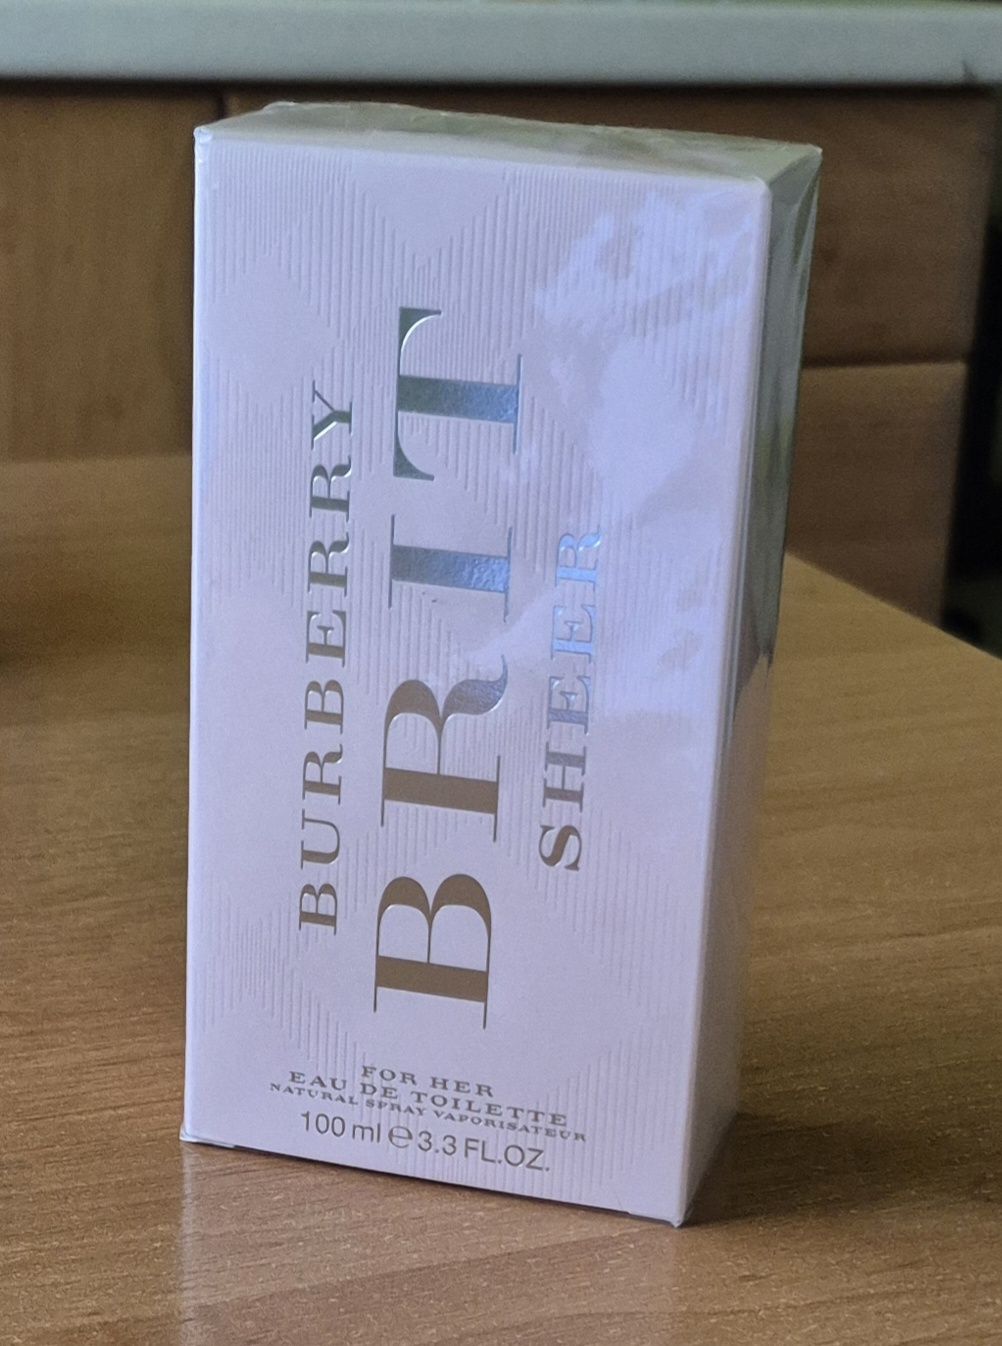 BURBERRY
BRIT
SHEER
FOR HER
EAU DE TOILETTE
NATURAL SPRAY VAPORISATEUR
100 ml ℮ 3.3 FL.OZ.